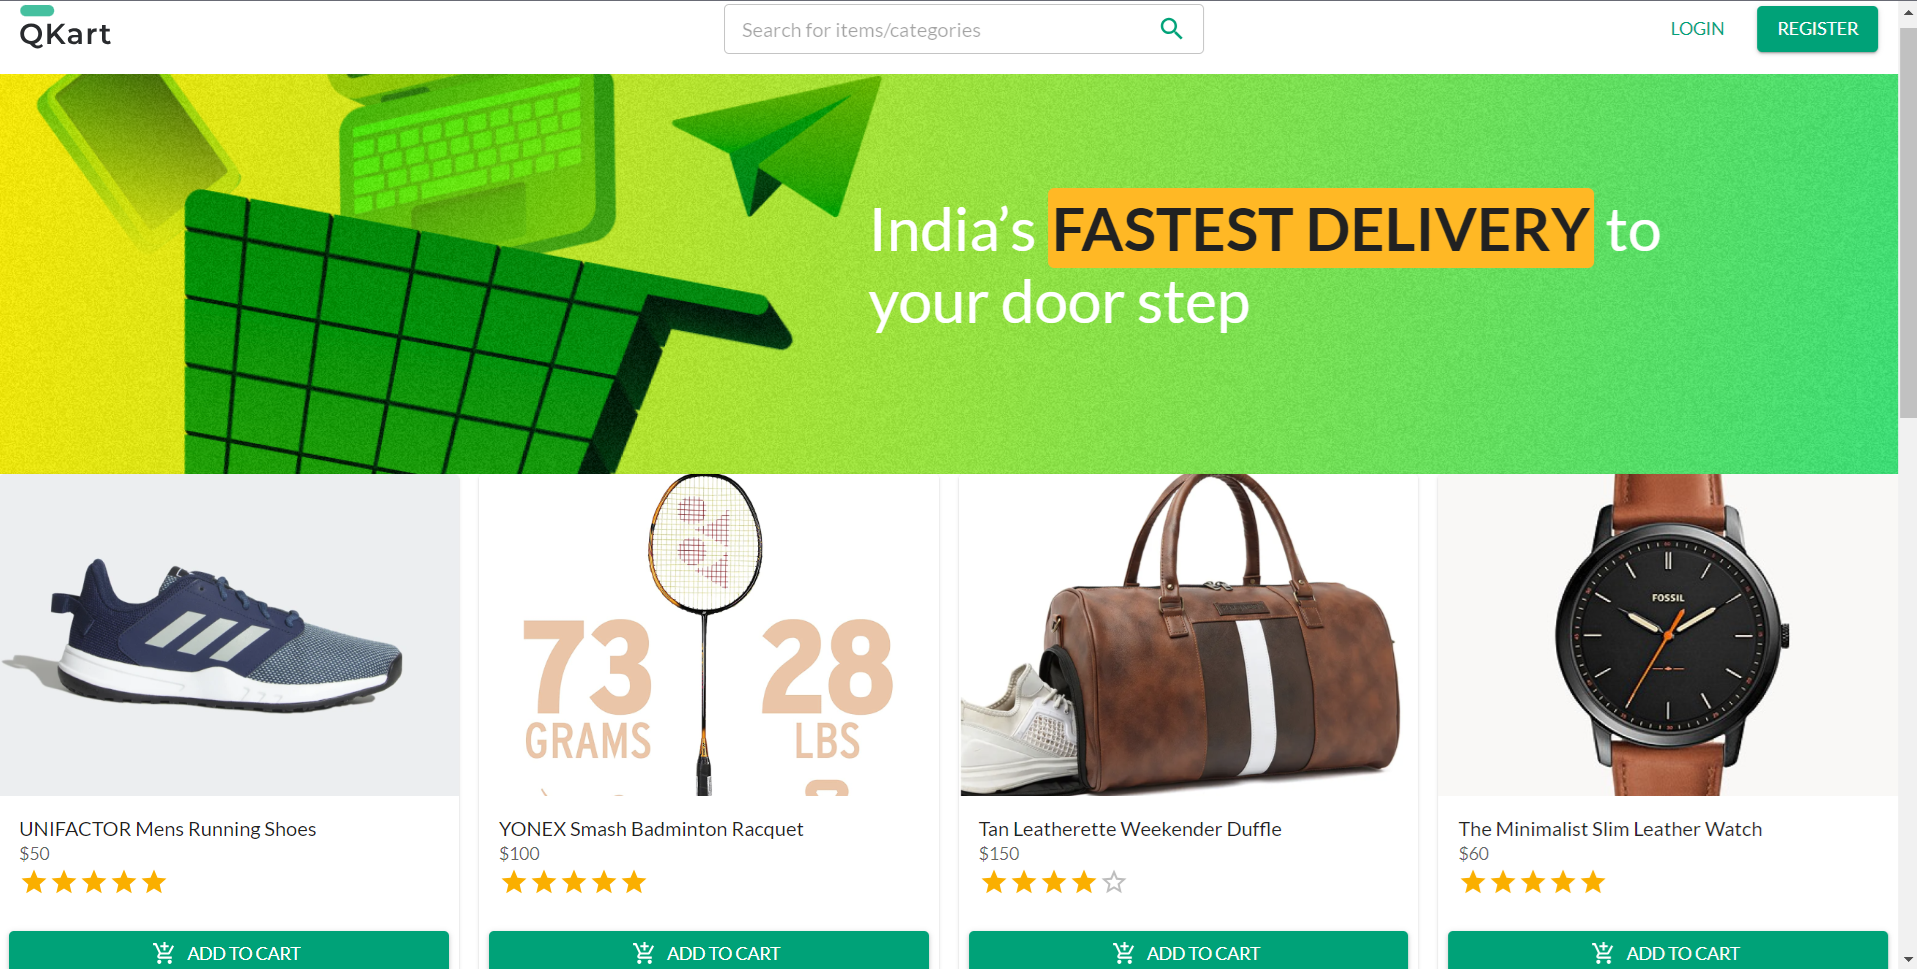 QKart
Search for items/categories
LOGIN
REGISTER
India’s FASTEST DELIVERY to
your door step
73
GRAMS
28
LBS
FOSSIL
UNIFACTOR Mens Running Shoes
$50
ADD TO CART
YONEX Smash Badminton Racquet
$100
ADD TO CART
Tan Leatherette Weekender Duffle
$150
ADD TO CART
The Minimalist Slim Leather Watch
$60
ADD TO CART